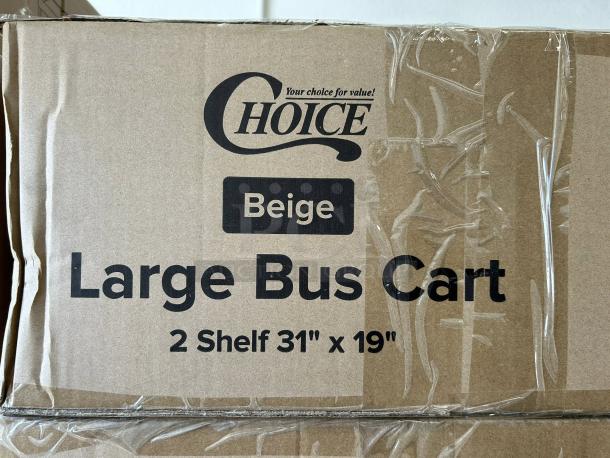 Your choice for value!
CHOICE
Beige
Large Bus Cart
2 Shelf 31" x 19"